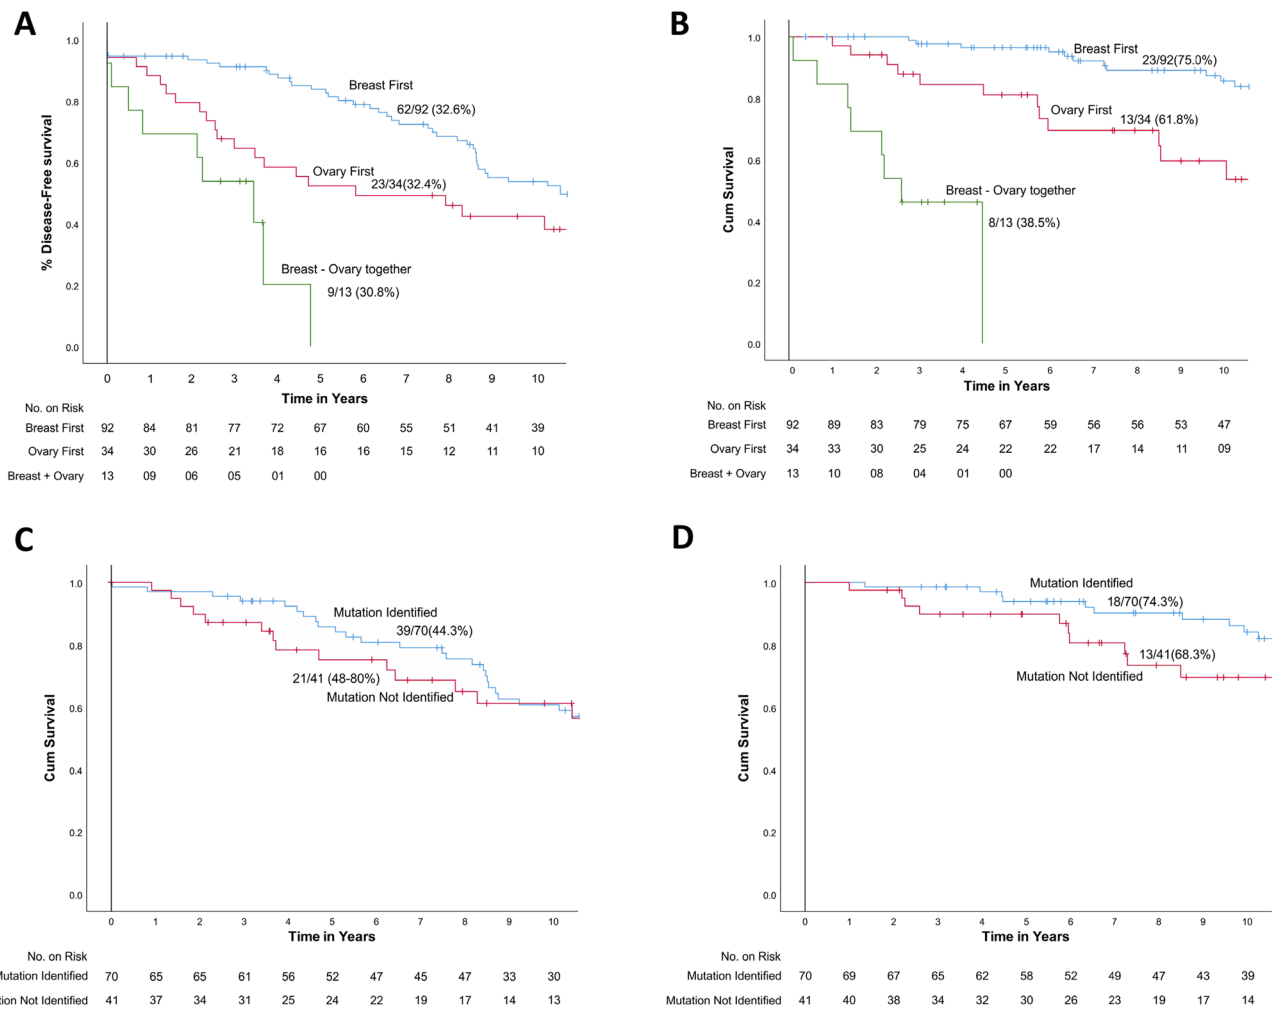 A
% Disease-Free survival
1.0
0.8
0.6
0.4
0.2
0.0
Breast First
62/92 (32.6%)
Ovary First
23/34(32.4%)
Breast - Ovary together
9/13 (30.8%)
0 1 2 3 4 5 6 7 8 9 10
Time in Years
No. on Risk
Breast First 92 84 81 77 72 67 60 55 51 41 39
Ovary First 34 30 26 21 18 16 16 15 12 11 10
Breast + Ovary 13 09 06 05 01 00
B
Cum Survival
1.0
0.8
0.6
0.4
0.2
0.0
Breast First
23/92(75.0%)
Ovary First
13/34 (61.8%)
Breast - Ovary together
8/13 (38.5%)
0 1 2 3 4 5 6 7 8 9 10
Time in Years
No. on Risk
Breast First 92 89 83 79 75 67 59 56 56 53 47
Ovary First 34 33 30 25 24 22 22 17 14 11 09
Breast + Ovary 13 10 08 04 01 00
C
Cum Survival
1.0
0.8
0.6
0.4
0.2
0.0
Mutation Identified
39/70(44.3%)
21/41 (48-80%)
Mutation Not Identified
0 1 2 3 4 5 6 7 8 9 10
Time in Years
No. on Risk
Mutation Identified 70 65 65 61 56 52 47 45 47 33 30
tion Not Identified 41 37 34 31 25 24 22 19 17 14 13
D
Cum Survival
1.0
0.8
0.6
0.4
0.2
0.0
Mutation Identified
18/70(74.3%)
13/41(68.3%)
Mutation Not Identified
0 1 2 3 4 5 6 7 8 9 10
Time in Years
No. on Risk
Mutation Identified 70 69 67 65 62 58 52 49 47 43 39
Mutation Not Identified 41 40 38 34 32 30 26 23 19 17 14